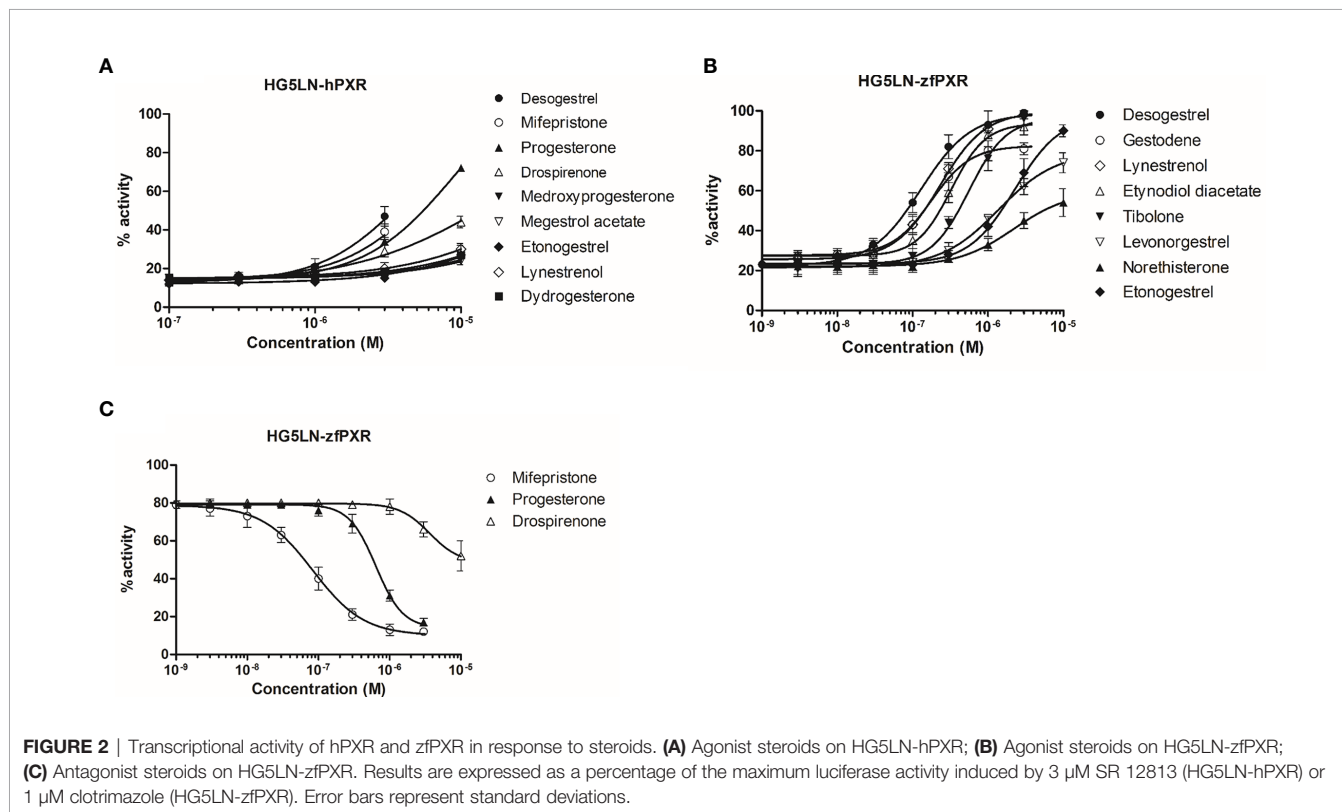 A
HG5LN-hPXR
% activity
100
80
60
40
20
0
10-7
10-6
10-5
Concentration (M)
Desogestrel
Mifepristone
Progesterone
Drospirenone
Medroxyprogesterone
Megestrol acetate
Etonogestrel
Lynestrenol
Dydrogesterone
B
HG5LN-zfPXR
% activity
100
80
60
40
20
0
10-9
10-8
10-7
10-6
10-5
Concentration (M)
Desogestrel
Gestodene
Lynestrenol
Etynodiol diacetate
Tibolone
Levonorgestrel
Norethisterone
Etonogestrel
C
HG5LN-zfPXR
%activity
100
80
60
40
20
0
10-9
10-8
10-7
10-6
10-5
Concentration (M)
Mifepristone
Progesterone
Drospirenone
FIGURE 2 | Transcriptional activity of hPXR and zfPXR in response to steroids. (A) Agonist steroids on HG5LN-hPXR; (B) Agonist steroids on HG5LN-zfPXR;
(C) Antagonist steroids on HG5LN-zfPXR. Results are expressed as a percentage of the maximum luciferase activity induced by 3 µM SR 12813 (HG5LN-hPXR) or
1 µM clotrimazole (HG5LN-zfPXR). Error bars represent standard deviations.